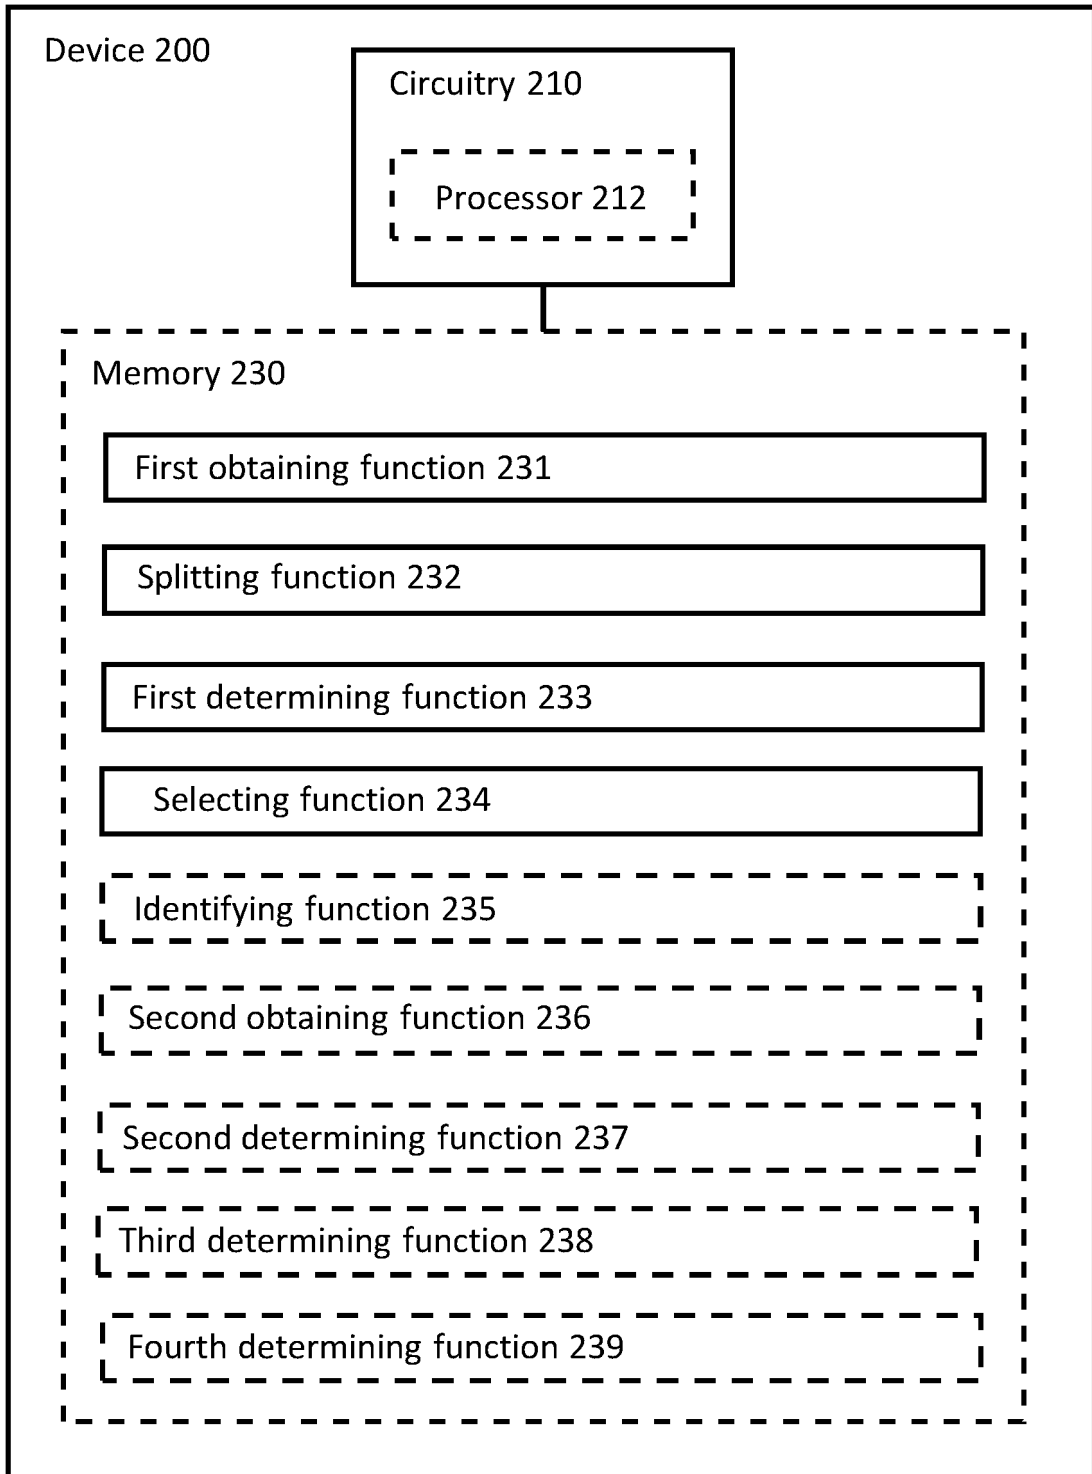 Device 200
Circuitry 210
Processor 212
Memory 230
First obtaining function 231
Splitting function 232
First determining function 233
Selecting function 234
Identifying function 235
Second obtaining function 236
Second determining function 237
Third determining function 238
Fourth determining function 239